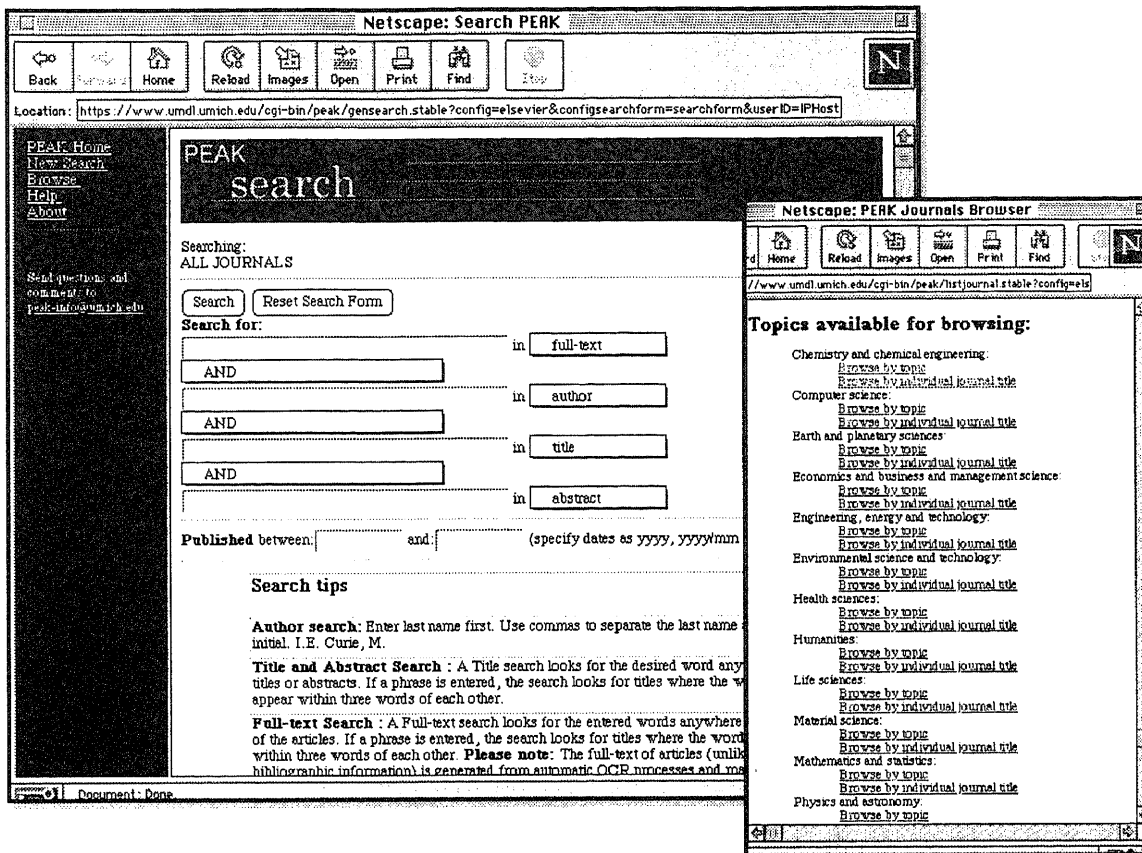 Netscape: Search PEAK
Back Forward Home Reload Images Open Print Find Stop
N
Location: https://www.umdl.umich.edu/cgi-bin/peak/gensearch.stable?config=elsevier&configsearchform=searchform&userID=IPHost
PEAK Home
New Search
Browse
Help
About
Send questions and
comments to
peak-info@umich.edu
PEAK
search
Searching:
ALL JOURNALS
Search Reset Search Form
Search for:
in full-text
AND
in author
AND
in title
AND
in abstract
Published between: and: (specify dates as yyyy, yyyy/mm
Search tips
Author search: Enter last name first. Use commas to separate the last name
initial. I.E. Curie, M.
Title and Abstract Search : A Title search looks for the desired word any
titles or abstracts. If a phrase is entered, the search looks for titles where the w
appear within three words of each other.
Full-text Search : A Full-text search looks for the entered words anywhere
of the articles. If a phrase is entered, the search looks for titles where the word
within three words of each other. Please note: The full-text of articles (unlik
bibliographic information) is generated from automatic OCR processes and ma
Document: Done.
Netscape: PEAK Journals Browser
d Home Reload Images Open Print Find
N
//www.umdl.umich.edu/cgi-bin/peak/listjournal.stable?config=els
Topics available for browsing:
Chemistry and chemical engineering:
Browse by topic
Browse by individual journal title
Computer science:
Browse by topic
Browse by individual journal title
Earth and planetary sciences:
Browse by topic
Browse by individual journal title
Economics and business and management science:
Browse by topic
Browse by individual journal title
Engineering, energy and technology:
Browse by topic
Browse by individual journal title
Environmental science and technology:
Browse by topic
Browse by individual journal title
Health sciences:
Browse by topic
Browse by individual journal title
Humanities:
Browse by topic
Browse by individual journal title
Life sciences:
Browse by topic
Browse by individual journal title
Material science:
Browse by topic
Browse by individual journal title
Mathematics and statistics:
Browse by topic
Browse by individual journal title
Physics and astronomy:
Browse by topic